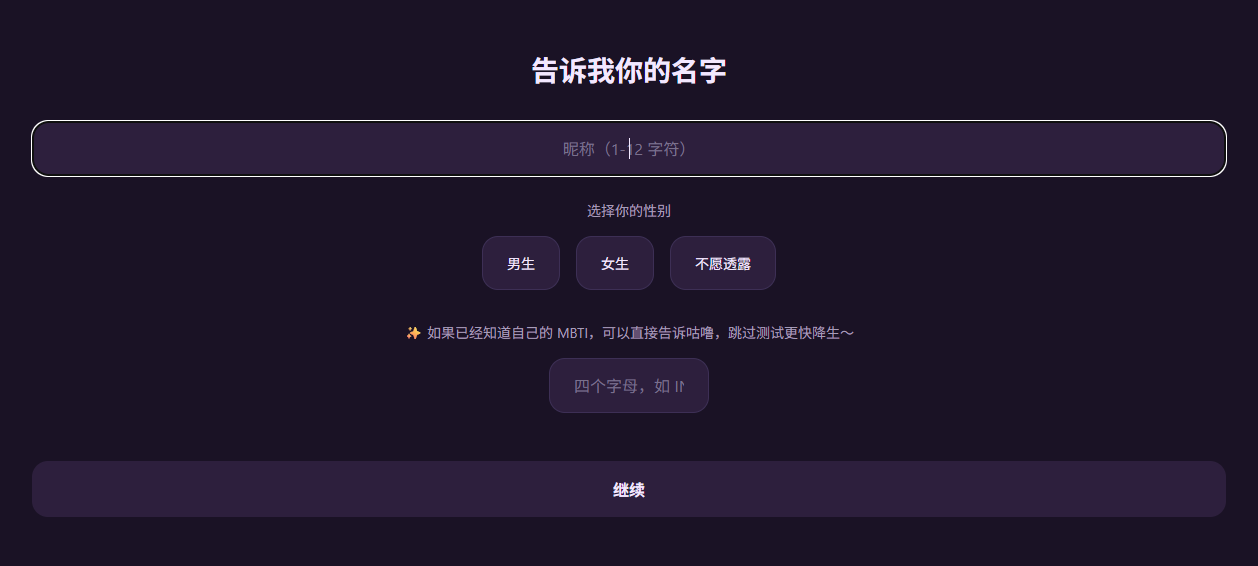 告诉我你的名字
昵称（1-12 字符）
选择你的性别
男生 女生 不愿透露
✨ 如果已经知道自己的 MBTI，可以直接告诉咕噜，跳过测试更快降生～
四个字母，如 IN
继续